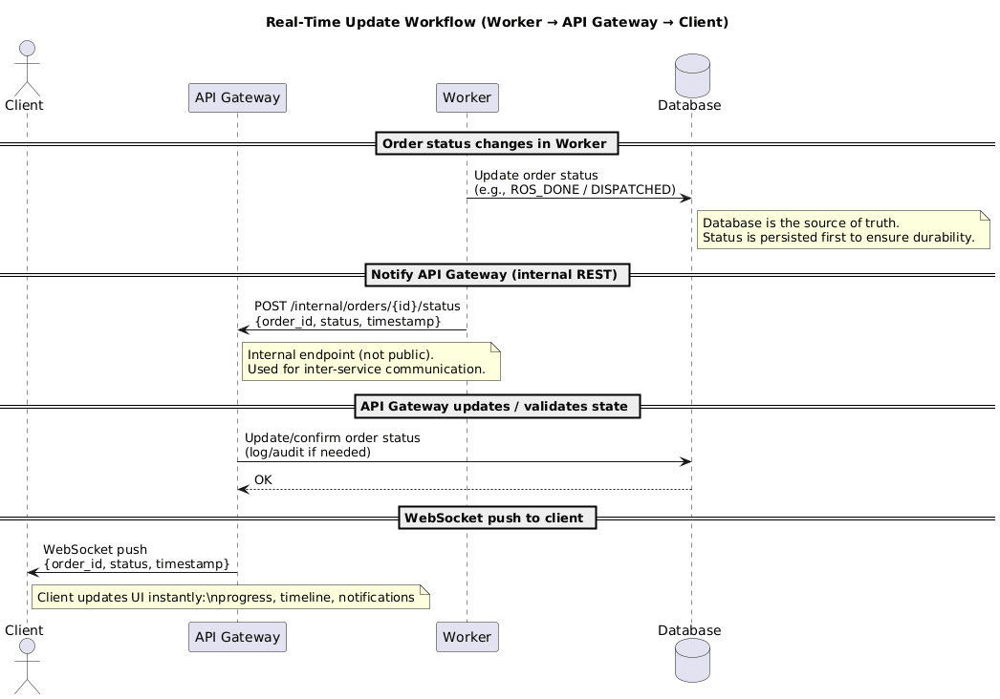 Real-Time Update Workflow (Worker → API Gateway → Client)
Client
API Gateway
Worker
Database
Order status changes in Worker
Update order status
(e.g., ROS_DONE / DISPATCHED)
Database is the source of truth.
Status is persisted first to ensure durability.
Notify API Gateway (internal REST)
POST /internal/orders/{id}/status
{order_id, status, timestamp}
Internal endpoint (not public).
Used for inter-service communication.
API Gateway updates / validates state
Update/confirm order status
(log/audit if needed)
OK
WebSocket push to client
WebSocket push
{order_id, status, timestamp}
Client updates UI instantly:\nprogress, timeline, notifications
Client
API Gateway
Worker
Database